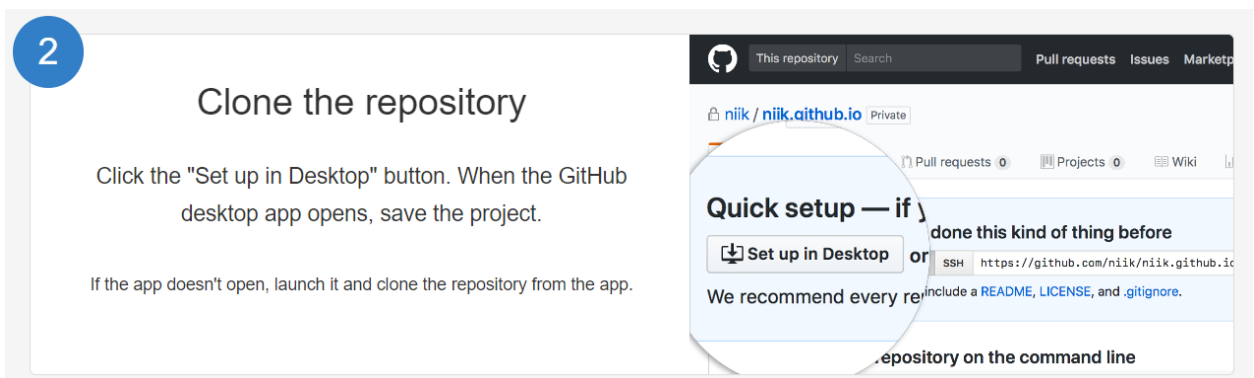 2
Clone the repository
Click the "Set up in Desktop" button. When the GitHub
desktop app opens, save the project.
If the app doesn't open, launch it and clone the repository from the app.
This repository Search Pull requests Issues
niik / niik.github.io Private
Pull requests 0 Projects 0 Wiki
Quick setup — if
done this kind of thing before
Set up in Desktop or SSH https://github.com/niik/niik.github.io
We recommend every include a README, LICENSE, and .gitignore.
repository on the command line